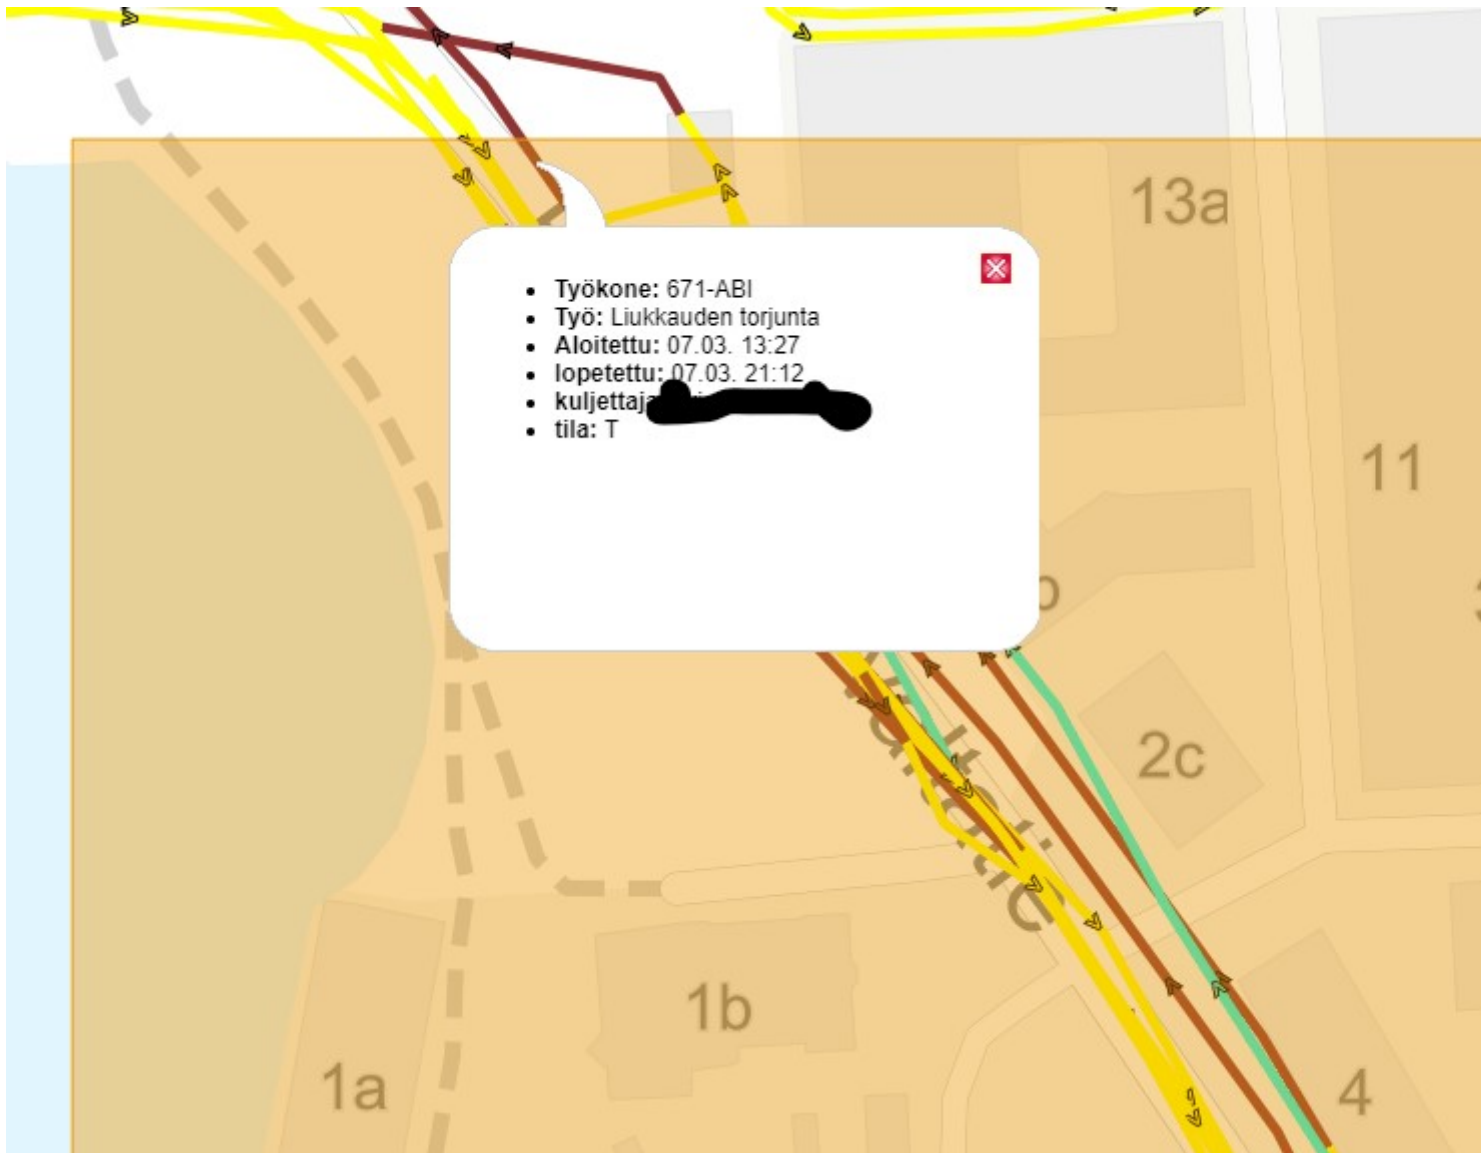 13a
Työkone: 671-ABI
Työ: Liukkauden torjunta
Aloitettu: 07.03. 13:27
lopetettu: 07.03. 21:12
kuljettaja
tila: T
11
2c
1b
1a
4